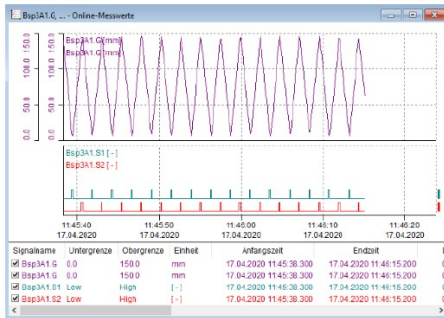 Bsp3A1.G, ... - Online-Messwerte
Bsp3A1.G[mm]
Bsp3A1.G[mm]
150.0 150.0
100.0 100.0
50.0 50.0
0.0 0.0
Bsp3A1.S1 [ - ]
Bsp3A1.S2 [ - ]
11:45:40 11:45:50 11:46:00 11:46:10 11:46:20
17.04.2020 17.04.2020 17.04.2020 17.04.2020 17.04.2020
Signalname Untergrenze Obergrenze Einheit Anfangszeit Endzeit
Bsp3A1.G 0.0 150.0 mm 17.04.2020 11:45:38.300 17.04.2020 11:46:15.200
Bsp3A1.G 0.0 150.0 mm 17.04.2020 11:45:38.300 17.04.2020 11:46:15.200
Bsp3A1.S1 Low High [ - ] 17.04.2020 11:45:38.300 17.04.2020 11:46:15.200
Bsp3A1.S2 Low High [ - ] 17.04.2020 11:45:38.300 17.04.2020 11:46:15.200